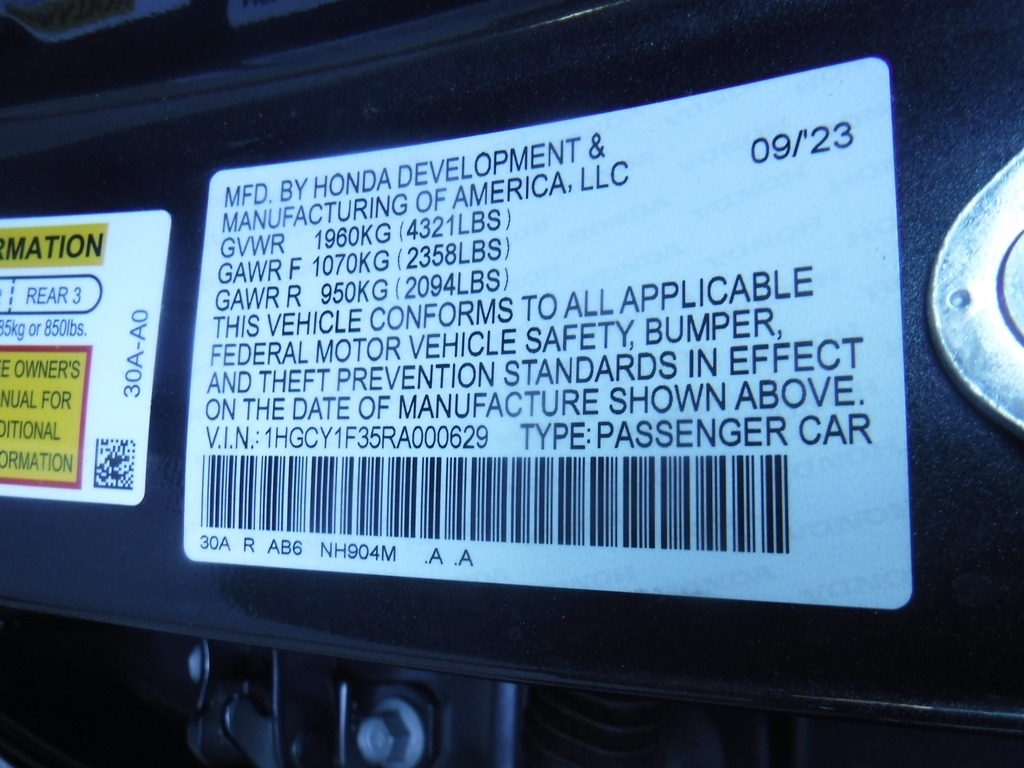 RMATION
REAR 3
85kg or 850lbs.
EE OWNER'S
ANUAL FOR
DITIONAL
ORMATION
30A-A0
09/'23
MFD. BY HONDA DEVELOPMENT &
MANUFACTURING OF AMERICA, LLC
GVWR 1960KG (4321LBS)
GAWR F 1070KG (2358LBS)
GAWR R 950KG (2094LBS)
THIS VEHICLE CONFORMS TO ALL APPLICABLE
FEDERAL MOTOR VEHICLE SAFETY, BUMPER,
AND THEFT PREVENTION STANDARDS IN EFFECT
ON THE DATE OF MANUFACTURE SHOWN ABOVE.
V.I.N.: 1HGCY1F35RA000629 TYPE: PASSENGER CAR
30A R AB6 NH904M .A .A